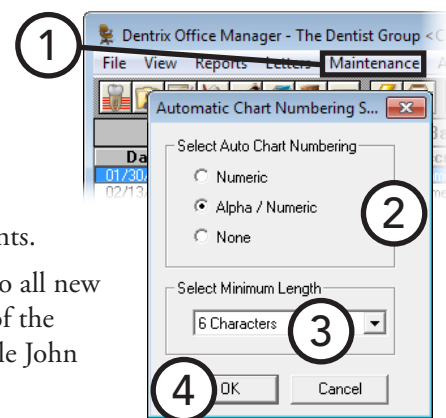 1
Dentrix Office Manager - The Dentist Group
File View Reports Letters Maintenance
Automatic Chart Numbering S...
Da
01/30/
02/13/
Select Auto Chart Numbering
Numeric
Alpha / Numeric
None
2
Select Minimum Length
6 Characters
3
4
OK
Cancel
nts.
o all new
of the
le John